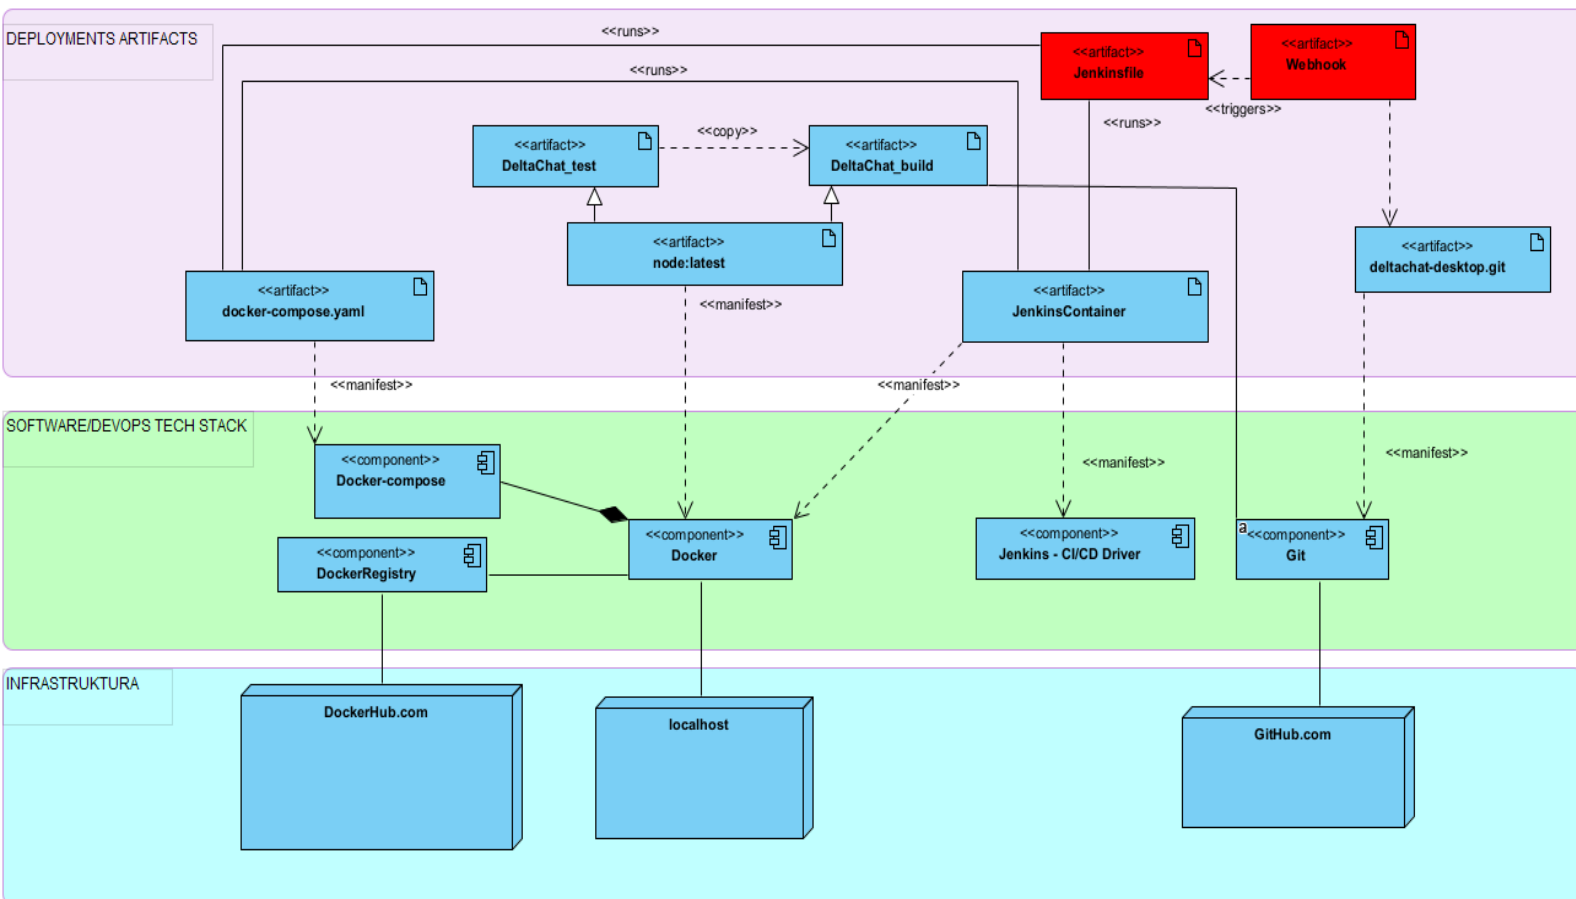 DEPLOYMENTS ARTIFACTS
<<runs>>
<<runs>>
<<artifact>>
Jenkinsfile
<<artifact>>
Webhook
<<triggers>>
<<runs>>
<<copy>>
<<artifact>>
DeltaChat_test
<<artifact>>
DeltaChat_build
<<artifact>>
node:latest
<<artifact>>
deltachat-desktop.git
<<artifact>>
docker-compose.yaml
<<manifest>>
<<artifact>>
JenkinsContainer
<<manifest>>
<<manifest>>
SOFTWARE/DEVOPS TECH STACK
<<manifest>>
<<manifest>>
<<component>>
Docker-compose
<<component>>
DockerRegistry
<<component>>
Docker
<<component>>
Jenkins - CI/CD Driver
a
<<component>>
Git
INFRASTRUKTURA
DockerHub.com
localhost
GitHub.com